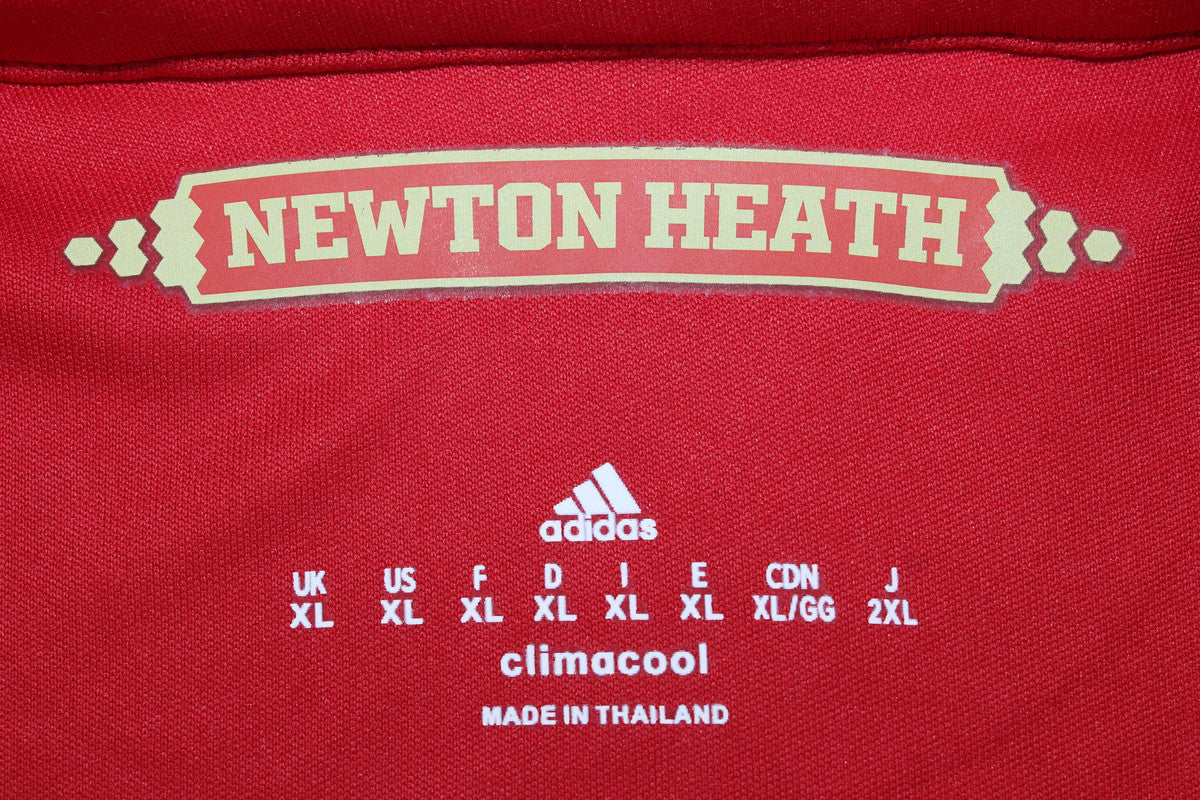 NEWTON HEATH
adidas
UK US F D I E CDN J
XL XL XL XL XL XL XL/GG 2XL
climacool
MADE IN THAILAND